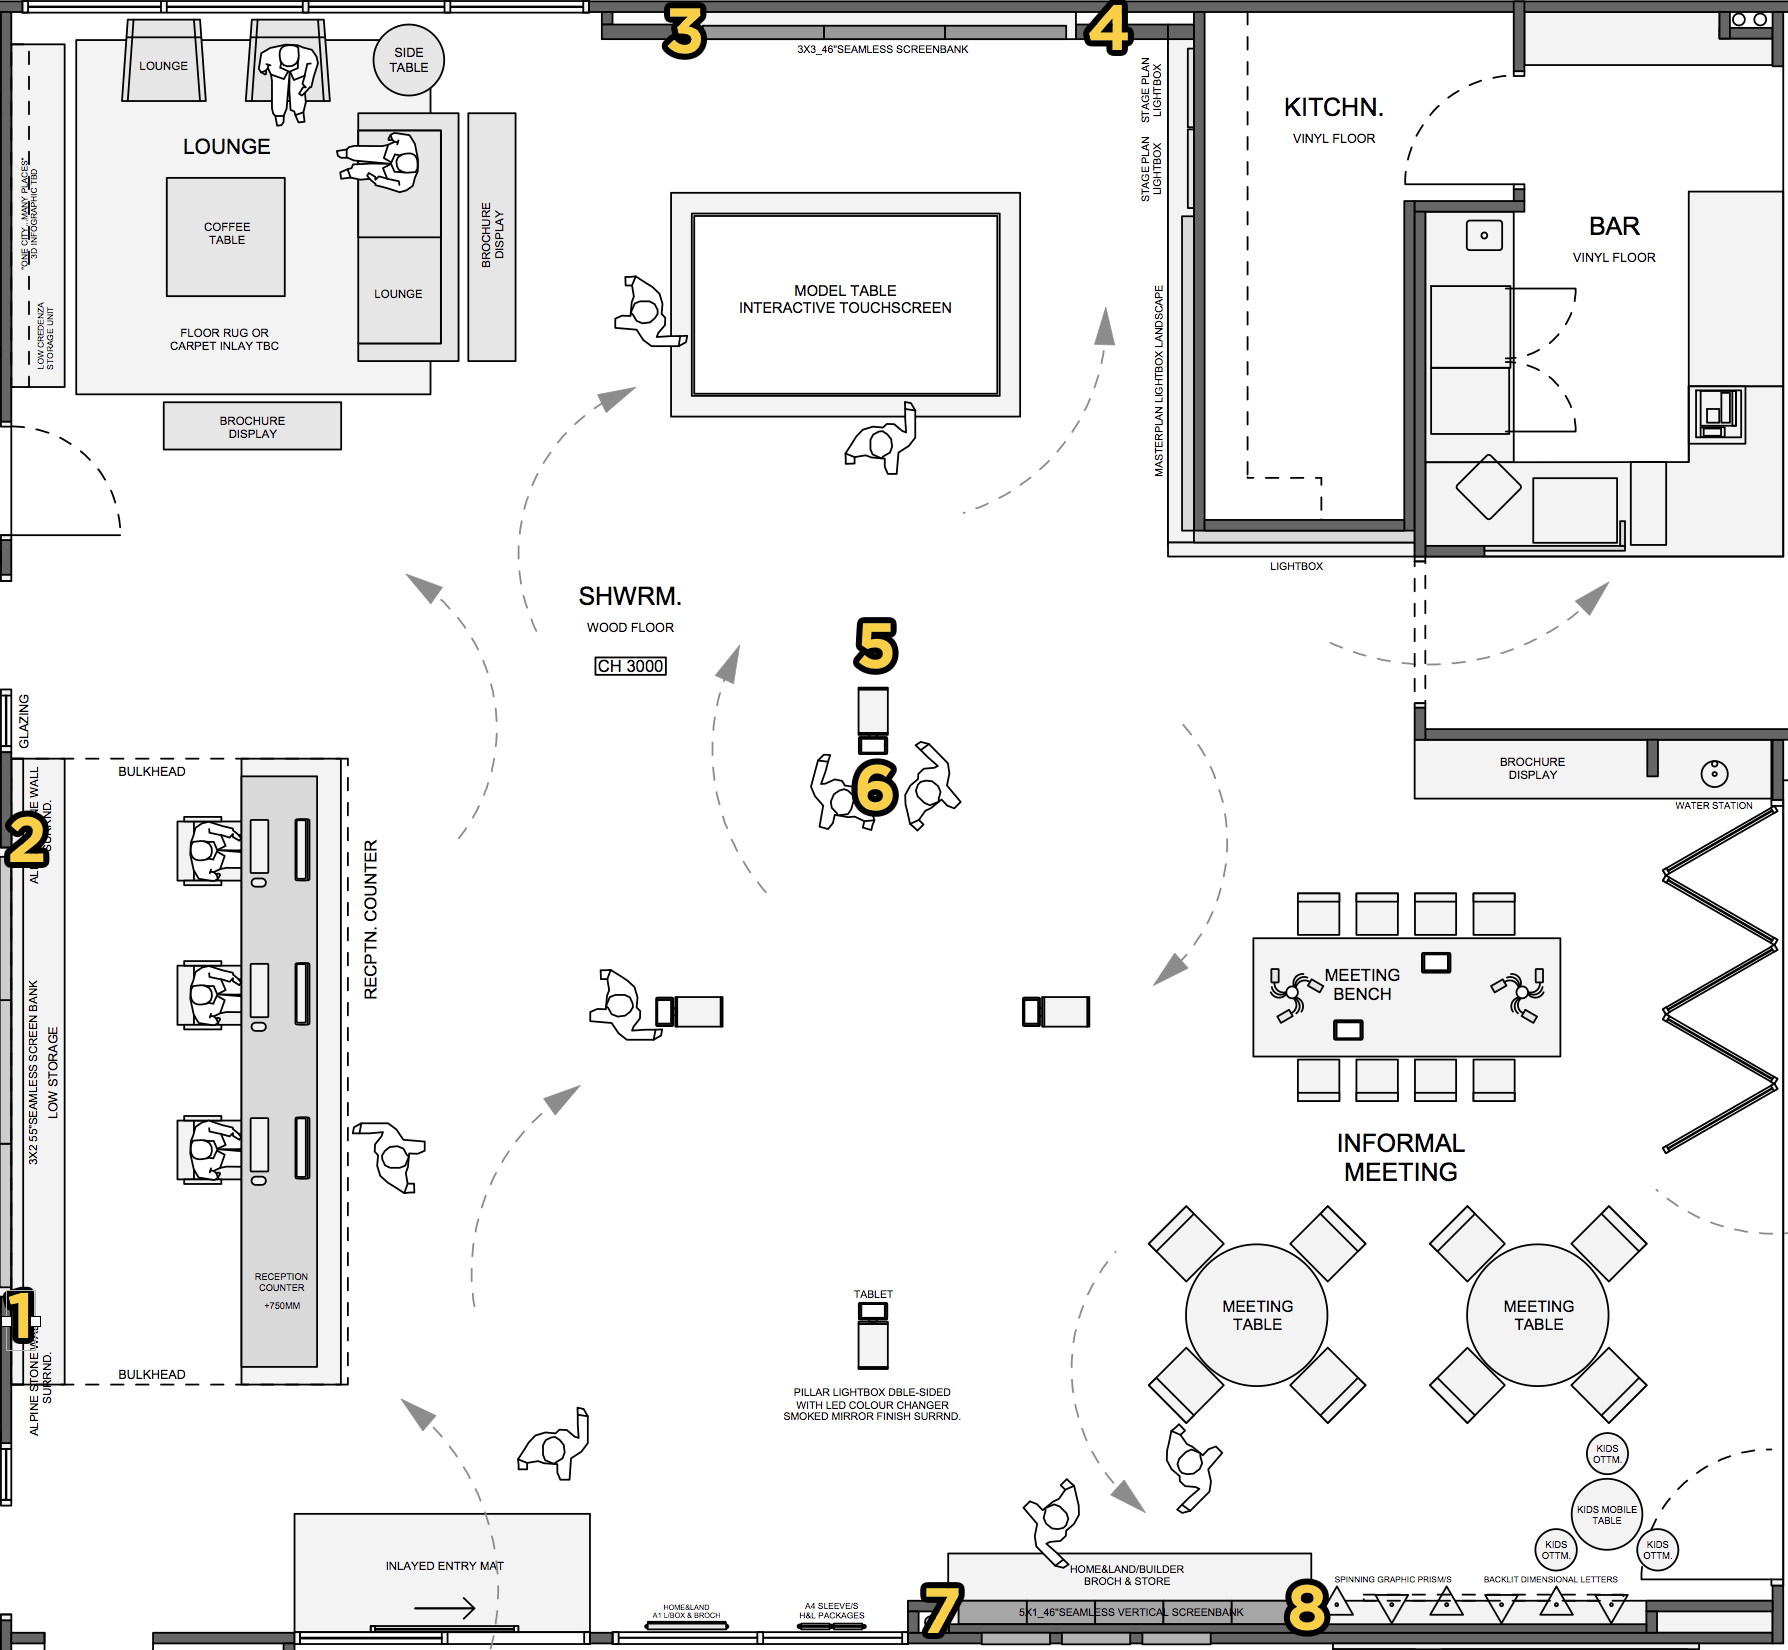 3
4
3X3_46"SEAMLESS SCREENBANK
LOUNGE
SIDE
TABLE
LOUNGE
COFFEE
TABLE
LOUNGE
FLOOR RUG OR
CARPET INLAY TBC
BROCHURE
DISPLAY
BROCHURE
DISPLAY
"ONE CITY...MANY PLACES"
3D INFOGRAPHIC TBD
LOW CREDENZA
STORAGE UNIT
MODEL TABLE
INTERACTIVE TOUCHSCREEN
STAGE PLAN
LIGHTBOX
STAGE PLAN
LIGHTBOX
MASTERPLAN LIGHTBOX LANDSCAPE
LIGHTBOX
KITCHN.
VINYL FLOOR
BAR
VINYL FLOOR
SHWRM.
WOOD FLOOR
CH 3000
5
6
GLAZING
BULKHEAD
2
RECPTN. COUNTER
3X2 55"SEAMLESS SCREEN BANK
LOW STORAGE
RECEPTION
COUNTER
+750MM
1
ALPINE STONE
SURRND.
BULKHEAD
BROCHURE
DISPLAY
WATER STATION
MEETING
BENCH
INFORMAL
MEETING
MEETING
TABLE
MEETING
TABLE
TABLET
PILLAR LIGHTBOX DBLE-SIDED
WITH LED COLOUR CHANGER
SMOKED MIRROR FINISH SURRND.
KIDS
OTTM.
KIDS MOBILE
TABLE
KIDS
OTTM.
KIDS
OTTM.
INLAYED ENTRY MAT
HOME&LAND
A1 L/BOX & BROCH
A4 SLEEVE/S
H&L PACKAGES
HOME&LAND/BUILDER
BROCH & STORE
7
5X1_46"SEAMLESS VERTICAL SCREENBANK
8
SPINNING GRAPHIC PRISM/S
BACKLIT DIMENSIONAL LETTERS